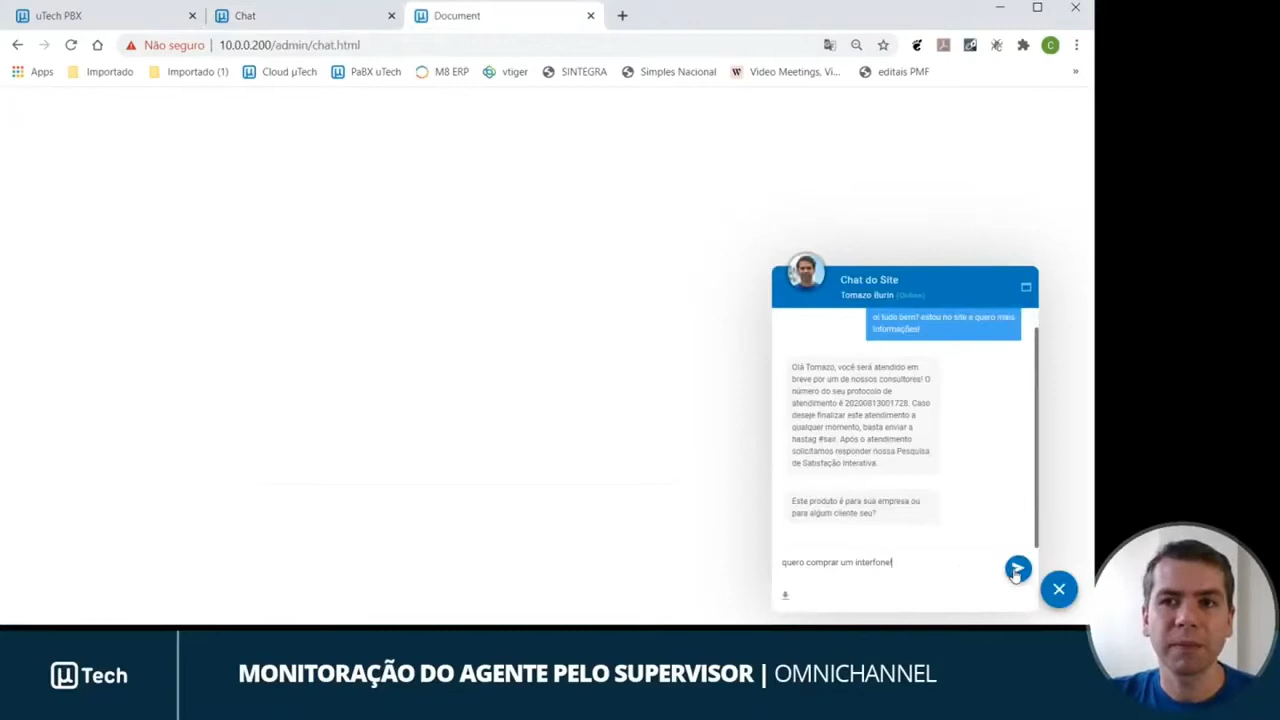 uTech PBX
Chat
Document
Não seguro
10.0.0.200/admin/chat.html
Apps
Importado
Importado (1)
Cloud µTech
PaBX uTech
M8 ERP
vtiger
SINTEGRA
Simples Nacional
Video Meetings, Vi...
editais PMF
»
C
Chat do Site
Tomazo Burin (Online)
oi tudo bem? estou no site e quero mais
informações!
Olá Tomazo, você será atendido em
breve por um de nossos consultores! O
número do seu protocolo de
atendimento é 20200813001728. Caso
deseje finalizar este atendimento a
qualquer momento, basta enviar a
hastag #sair. Após o atendimento
solicitamos responder nossa Pesquisa
de Satisfação Interativa.
Este produto é para sua empresa ou
para algum cliente seu?
quero comprar um interfone!
µTech
MONITORAÇÃO DO AGENTE PELO SUPERVISOR | OMNICHANNEL